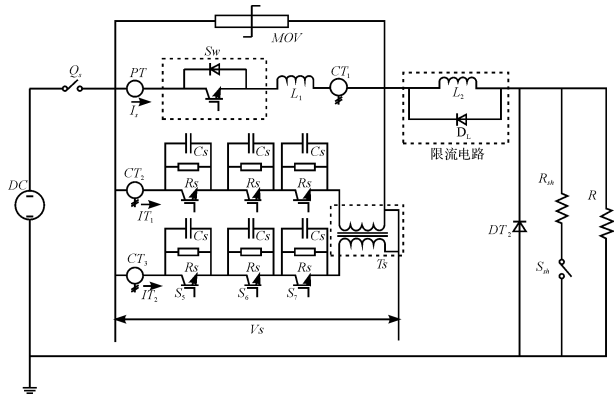 MOV
Sw
Qs PT L1 CT1 L2
Is
DL
限流电路
Cs Cs Cs
CT2 Rs Rs Rs
IT1
DC
Rsh R
Cs Cs Cs
DT2
CT3 Rs Rs Rs Ts
Ssh
IT2 S5 S6 S7
Vs